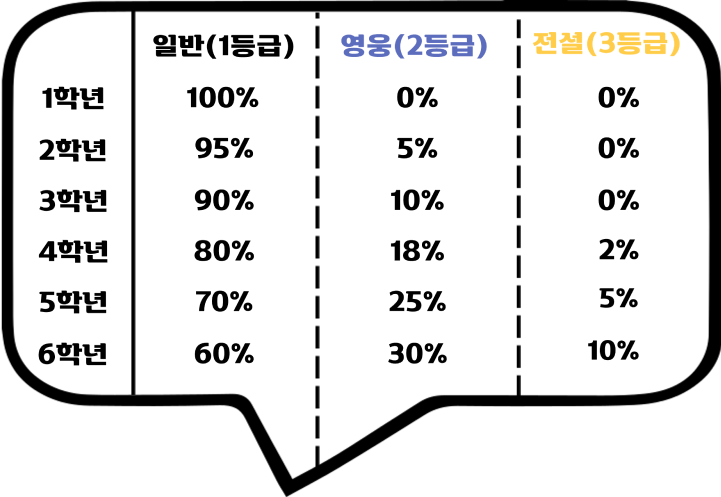 일반(1등급) 영웅(2등급) 전설(3등급)
1학년 100% 0% 0%
2학년 95% 5% 0%
3학년 90% 10% 0%
4학년 80% 18% 2%
5학년 70% 25% 5%
6학년 60% 30% 10%